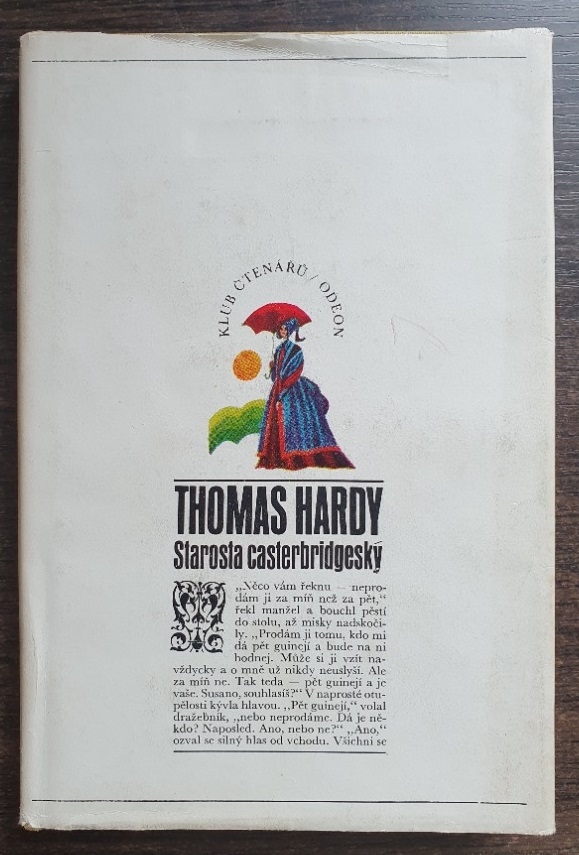 KLUB ČTENÁŘŮ / ODEON
THOMAS HARDY
Starosta casterbridgeský
„Něco vám řeknu — nepro-
dám ji za míň než za pět,“
řekl manžel a bouchl pěstí
do stolu, až misky nadskoči-
ly. „Prodám ji tomu, kdo mi
dá pět guinejí a bude na ni
hodnej. Může si ji vzít na-
vždycky a o mně už nikdy neuslyší. Ale
za míň ne. Tak teda — pět guinejí a je
vaše. Susano, souhlasíš?“ V naprosté otu-
pělosti kývla hlavou. „Pět guinejí,“ volal
dražebník, „nebo neprodáme. Dá je ně-
kdo? Naposled. Ano, nebo ne?“ „Ano,“
ozval se silný hlas od vchodu. Všichni se